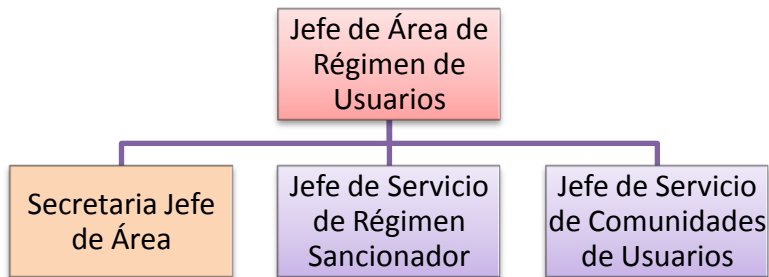 Jefe de Área de
Régimen de
Usuarios
Secretaria Jefe
de Área
Jefe de Servicio
de Régimen
Sancionador
Jefe de Servicio
de Comunidades
de Usuarios